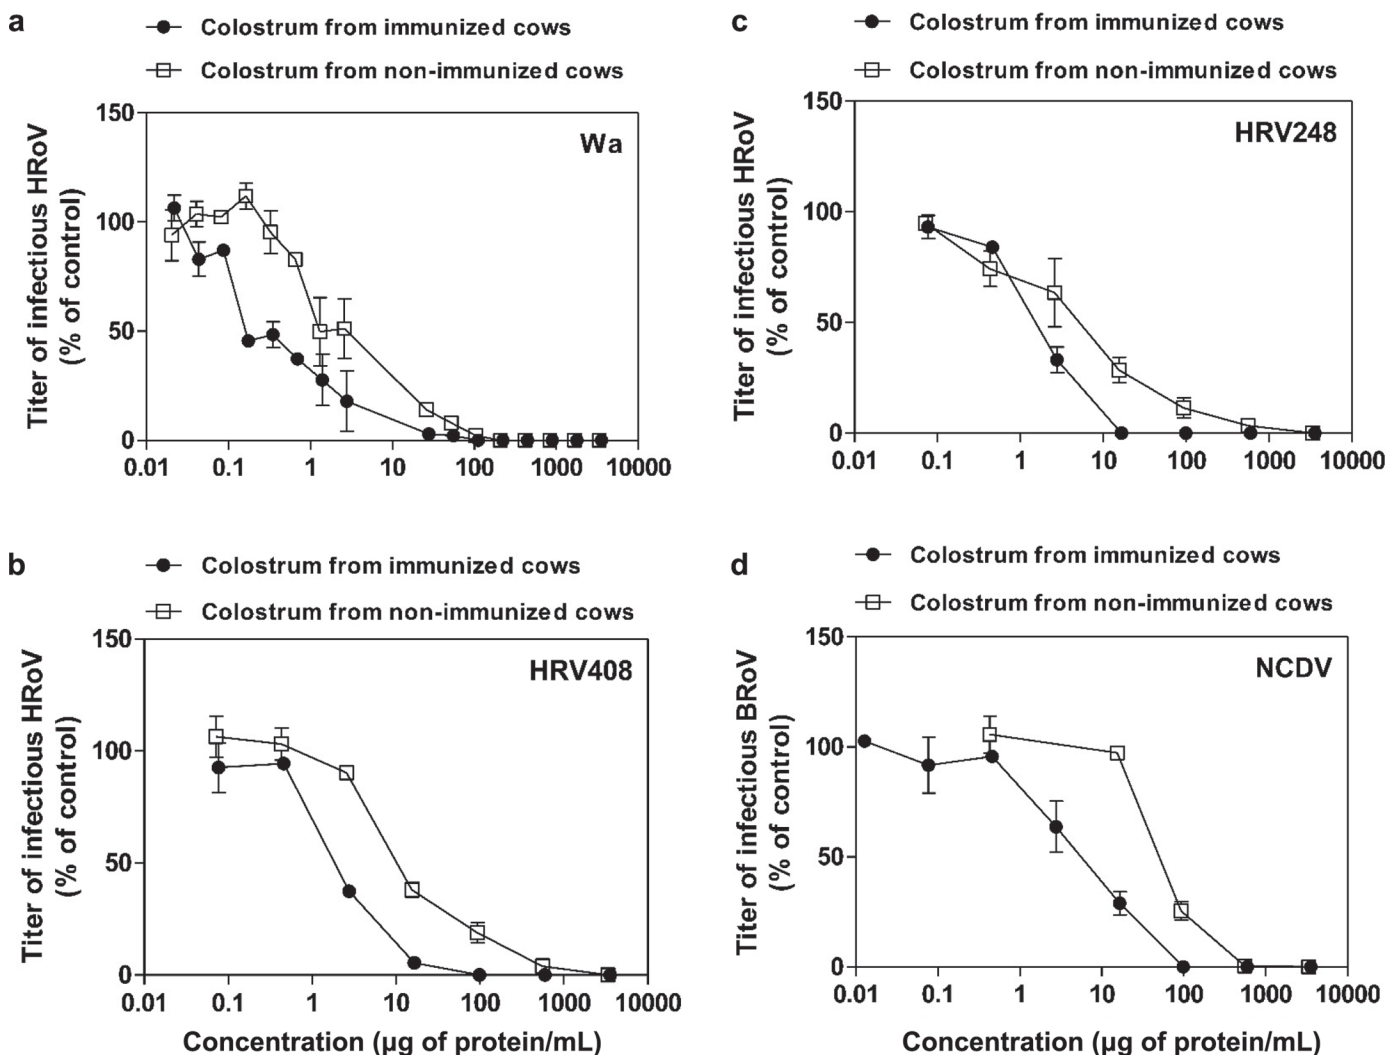 a
Colostrum from immunized cows
Colostrum from non-immunized cows
Wa
Titer of infectious HRoV
(% of control)
150
100
50
0
0.01 0.1 1 10 100 1000 10000
b
Colostrum from immunized cows
Colostrum from non-immunized cows
HRV408
Titer of infectious HRoV
(% of control)
150
100
50
0
0.01 0.1 1 10 100 1000 10000
Concentration (µg of protein/mL)
c
Colostrum from immunized cows
Colostrum from non-immunized cows
HRV248
Titer of infectious HRoV
(% of control)
150
100
50
0
0.01 0.1 1 10 100 1000 10000
d
Colostrum from immunized cows
Colostrum from non-immunized cows
NCDV
Titer of infectious BRoV
(% of control)
150
100
50
0
0.01 0.1 1 10 100 1000 10000
Concentration (µg of protein/mL)